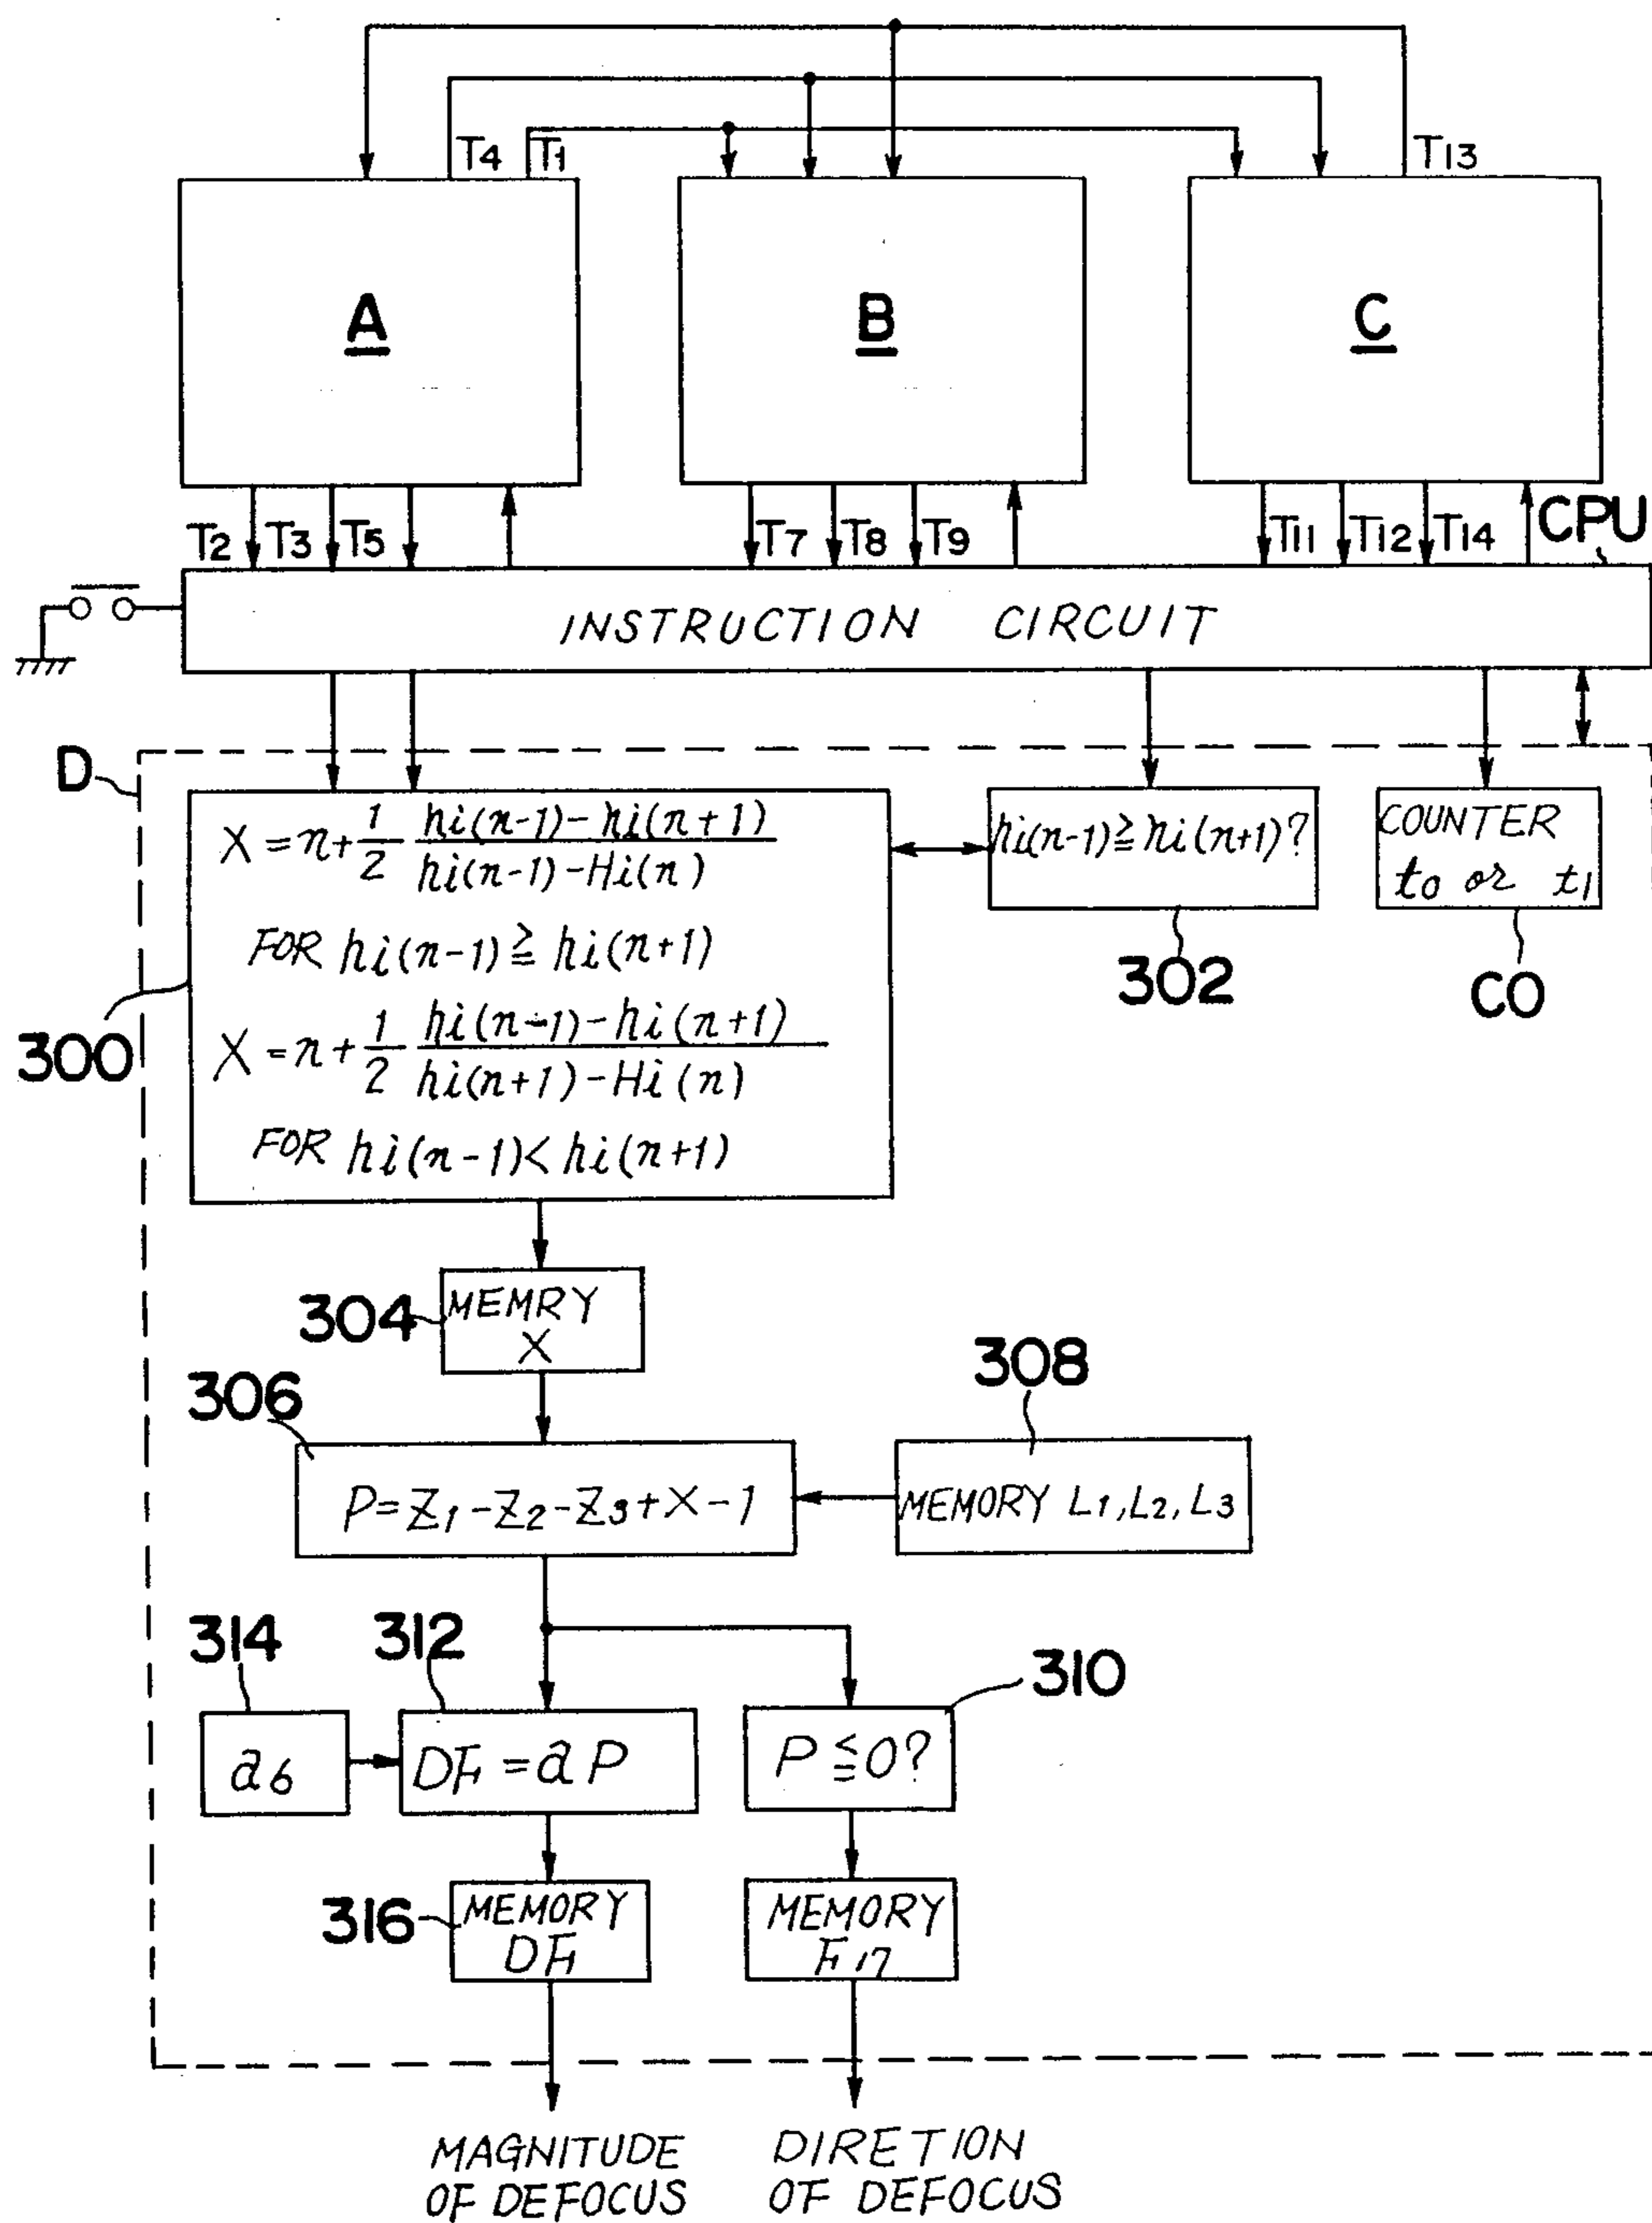 T4 T1 T13
A B C
T2 T3 T5 T7 T8 T9 T11 T12 T14 CPU
INSTRUCTION CIRCUIT
D
X=n+1/2 hi(n-1)-hi(n+1)/hi(n-1)-Hi(n)
FOR hi(n-1)≧hi(n+1)
X=n+1/2 hi(n-1)-hi(n+1)/hi(n+1)-Hi(n)
FOR hi(n-1)<hi(n+1)
300
hi(n-1)≧hi(n+1)?
302
COUNTER
t0 or t1
CO
304
MEMRY
X
306
P=Z1-Z2-Z3+X-1
308
MEMORY L1,L2,L3
314
a6
312
DF=aP
310
P≦0?
316
MEMORY
DF
MEMORY
F17
MAGNITUDE
OF DEFOCUS
DIRETION
OF DEFOCUS